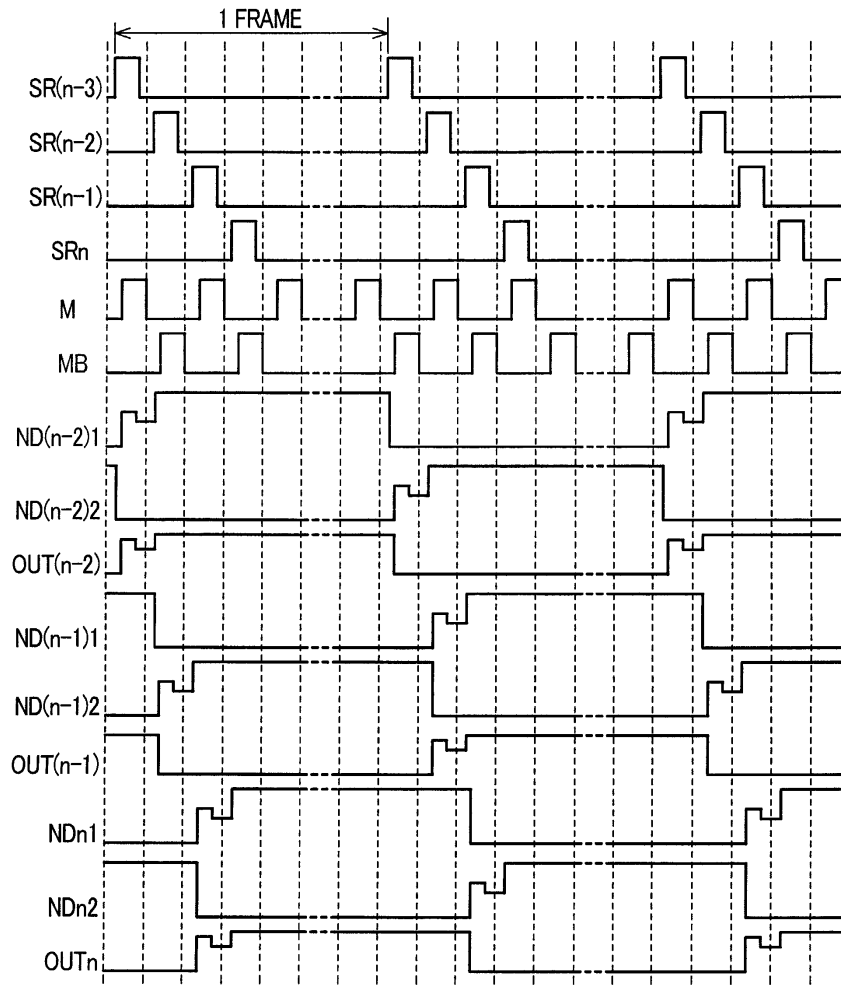 1 FRAME
SR(n-3)
SR(n-2)
SR(n-1)
SRn
M
MB
ND(n-2)1
ND(n-2)2
OUT(n-2)
ND(n-1)1
ND(n-1)2
OUT(n-1)
NDn1
NDn2
OUTn